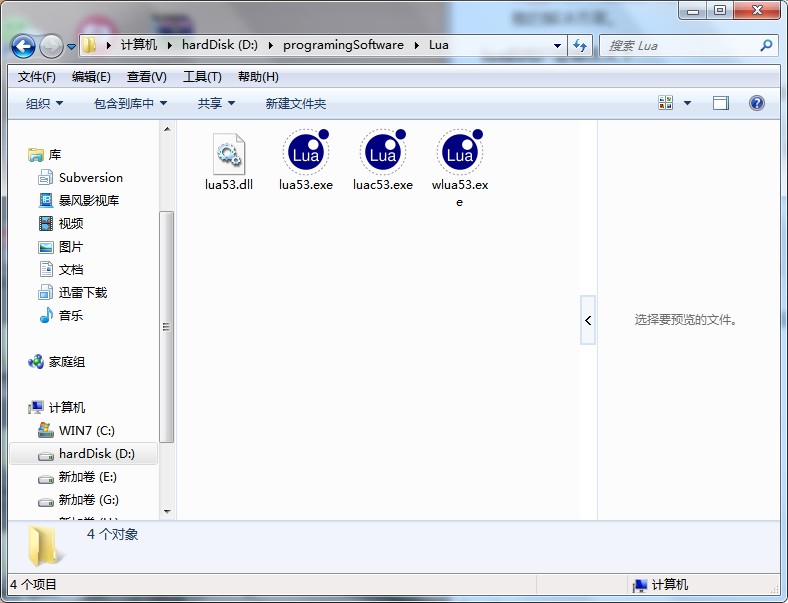 计算机 hardDisk (D:) programingSoftware Lua
搜索 Lua
文件(F) 编辑(E) 查看(V) 工具(T) 帮助(H)
组织 包含到库中 共享 新建文件夹
库
Subversion
暴风影视库
视频
图片
文档
迅雷下载
音乐
家庭组
计算机
WIN7 (C:)
hardDisk (D:)
新加卷 (E:)
新加卷 (G:)
Lua Lua Lua
lua53.dll lua53.exe luac53.exe wlua53.ex
e
选择要预览的文件。
4 个对象
4 个项目 计算机